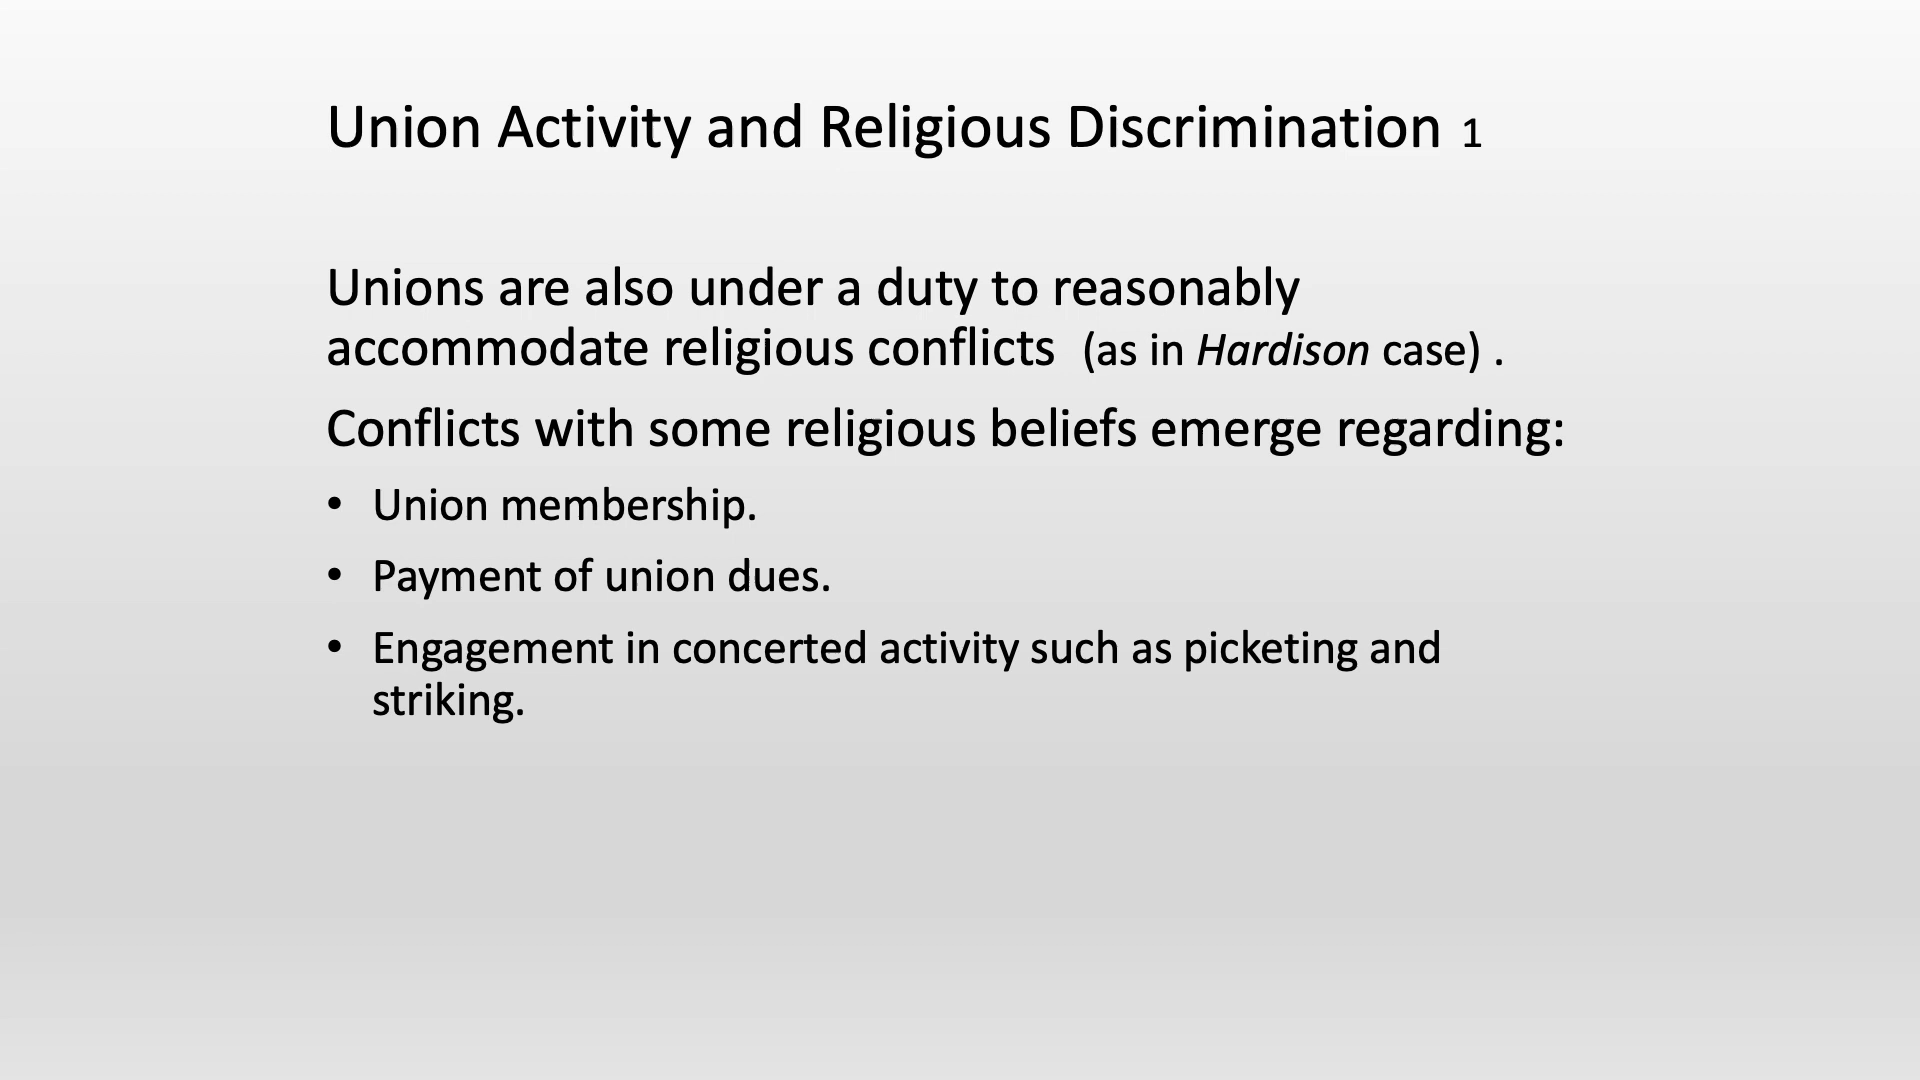 Union Activity and Religious Discrimination 1
Unions are also under a duty to reasonably
accommodate religious conflicts (as in Hardison case) .
Conflicts with some religious beliefs emerge regarding:
• Union membership.
• Payment of union dues.
• Engagement in concerted activity such as picketing and
striking.